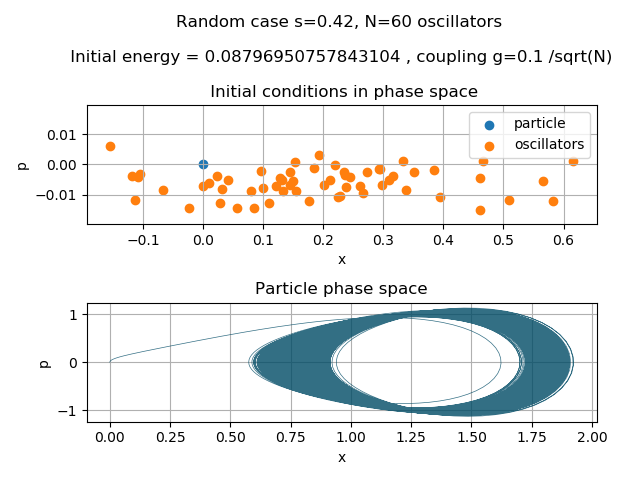 Random case s=0.42, N=60 oscillators
Initial energy = 0.08796950757843104 , coupling g=0.1 /sqrt(N)
Initial conditions in phase space
particle
oscillators
0.01
0.00
−0.01
p
−0.1 0.0 0.1 0.2 0.3 0.4 0.5 0.6
x
Particle phase space
1
0
−1
p
0.00 0.25 0.50 0.75 1.00 1.25 1.50 1.75 2.00
x